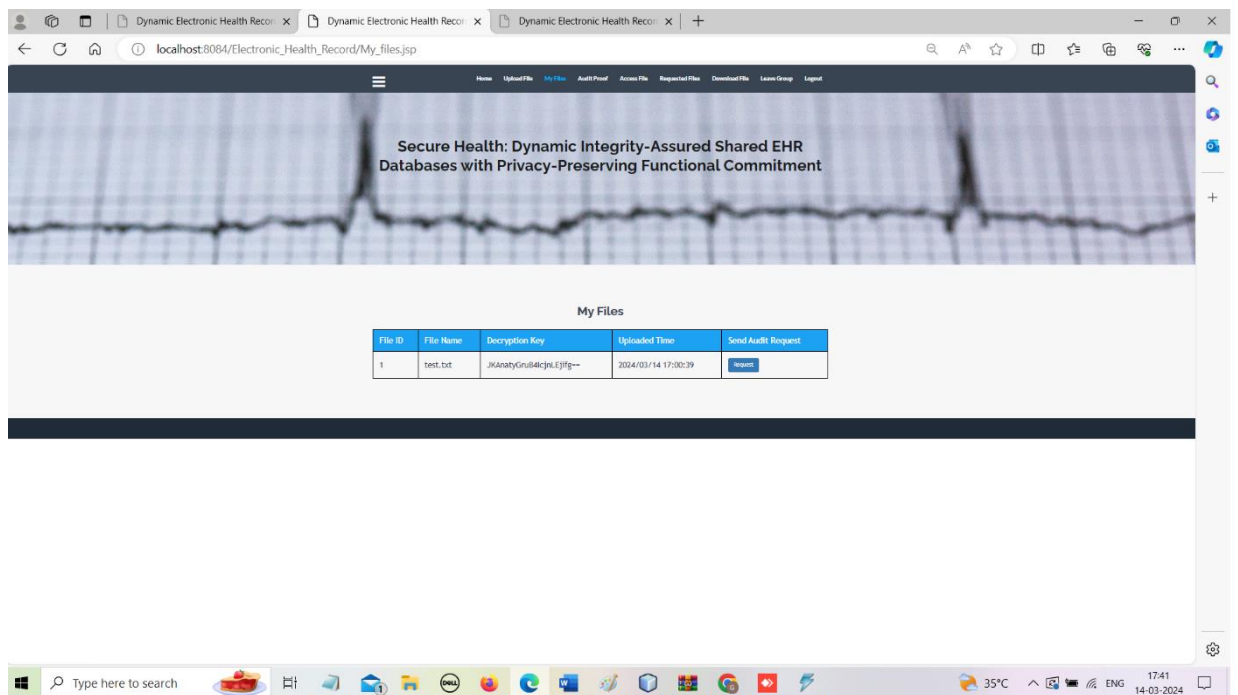 Dynamic Electronic Health Recor
Dynamic Electronic Health Recor
Dynamic Electronic Health Recor
localhost:8084/Electronic_Health_Record/My_files.jsp
Home Upload File My Files Audit Proof Access File Requested Files Download File Leave Group Logout
Secure Health: Dynamic Integrity-Assured Shared EHR
Databases with Privacy-Preserving Functional Commitment
My Files
File ID File Name Decryption Key Uploaded Time Send Audit Request
1 test.txt 2024/03/14 17:00:39 Request
Type here to search
DELL
35°C ENG 17:41
14-03-2024